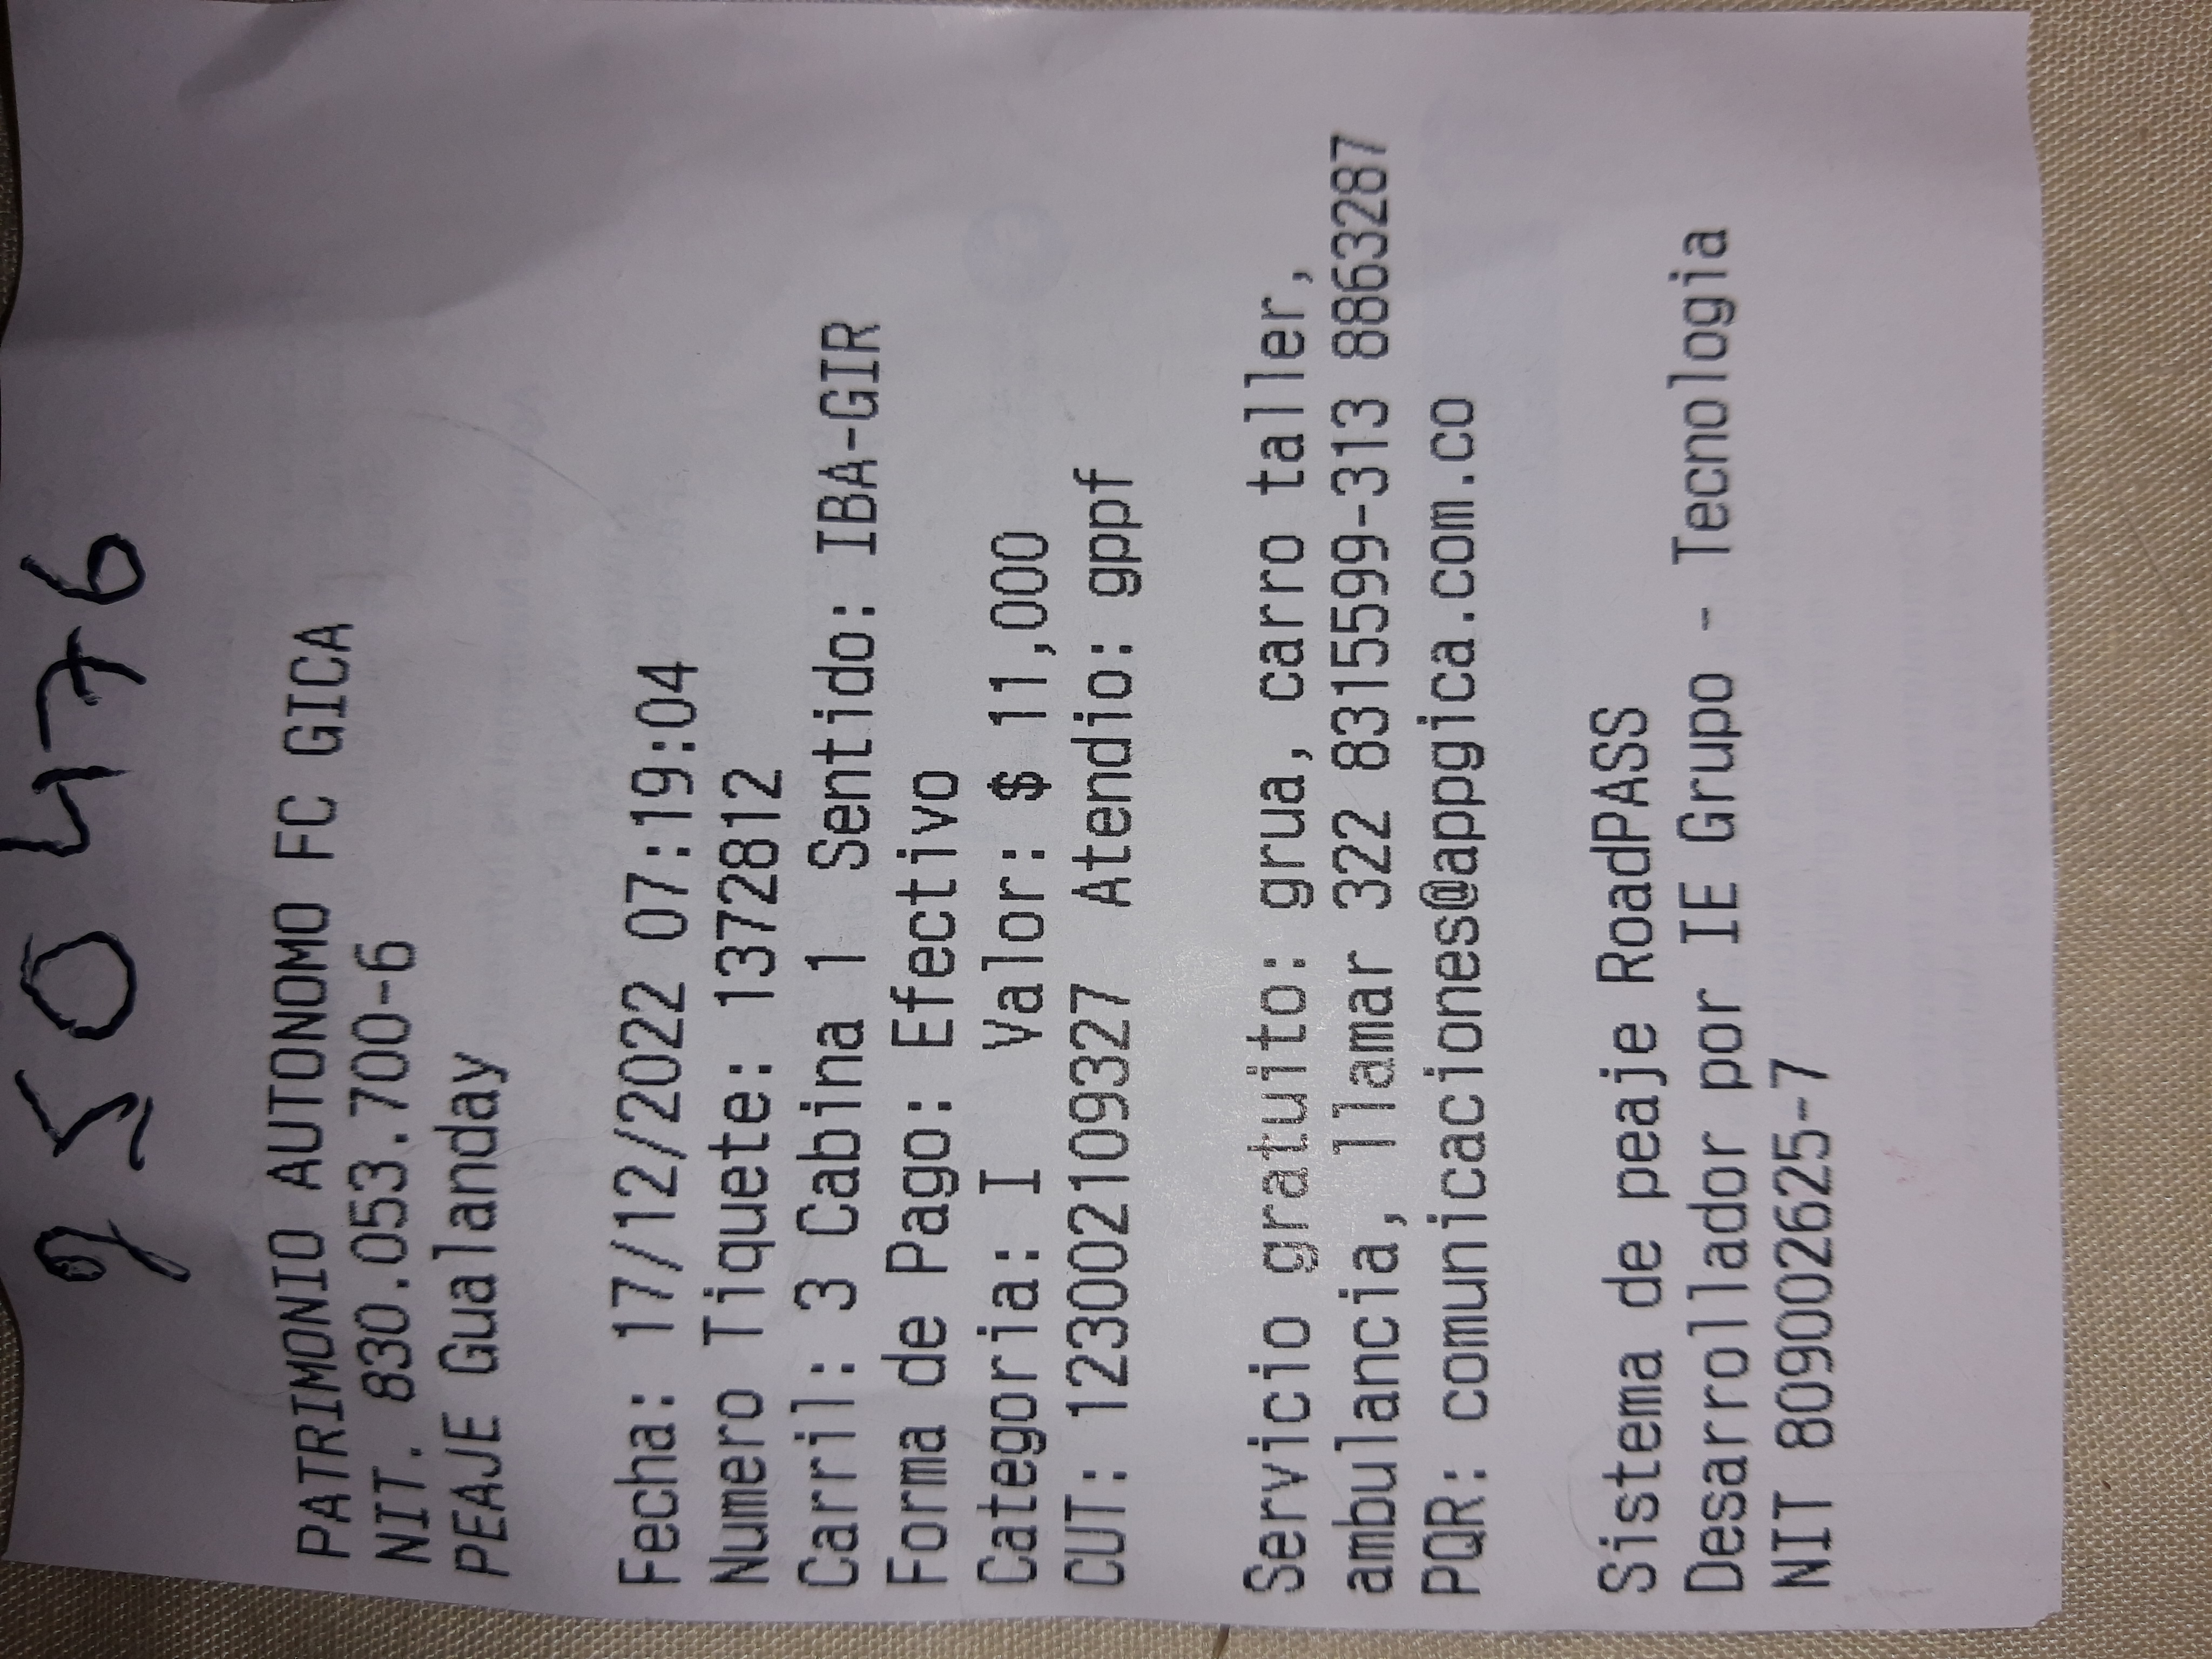 950476
PATRIMONIO AUTONOMO FC GICA
NIT. 830.053.700-6
PEAJE Gualanday
Fecha: 17/12/2022 07:19:04
Numero Tiquete: 1372812
Carril: 3 Cabina 1 Sentido: IBA-GIR
Forma de Pago: Efectivo
Categoria: I Valor: $ 11,000
CUT: 123002109327 Atendio: gppf
Servicio gratuito: grua, carro taller,
ambulancia, llamar 322 8315599-313 8863287
PQR: comunicaciones@appgica.com.co
Sistema de peaje RoadPASS
Desarrollador por IE Grupo - Tecnologia
NIT 809002625-7